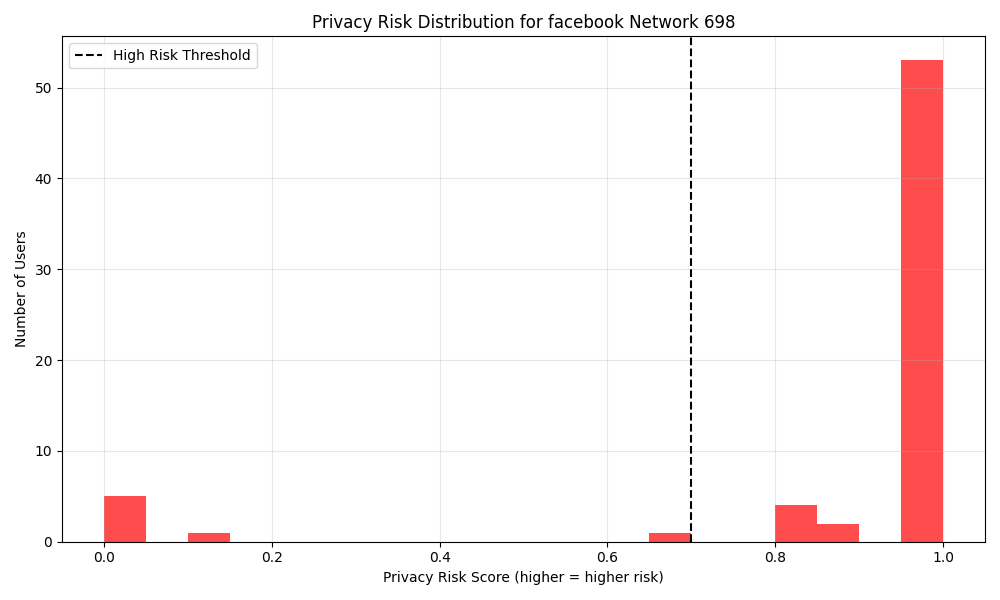 Privacy Risk Distribution for facebook Network 698
High Risk Threshold
Number of Users
50
40
30
20
10
0
0.0 0.2 0.4 0.6 0.8 1.0
Privacy Risk Score (higher = higher risk)